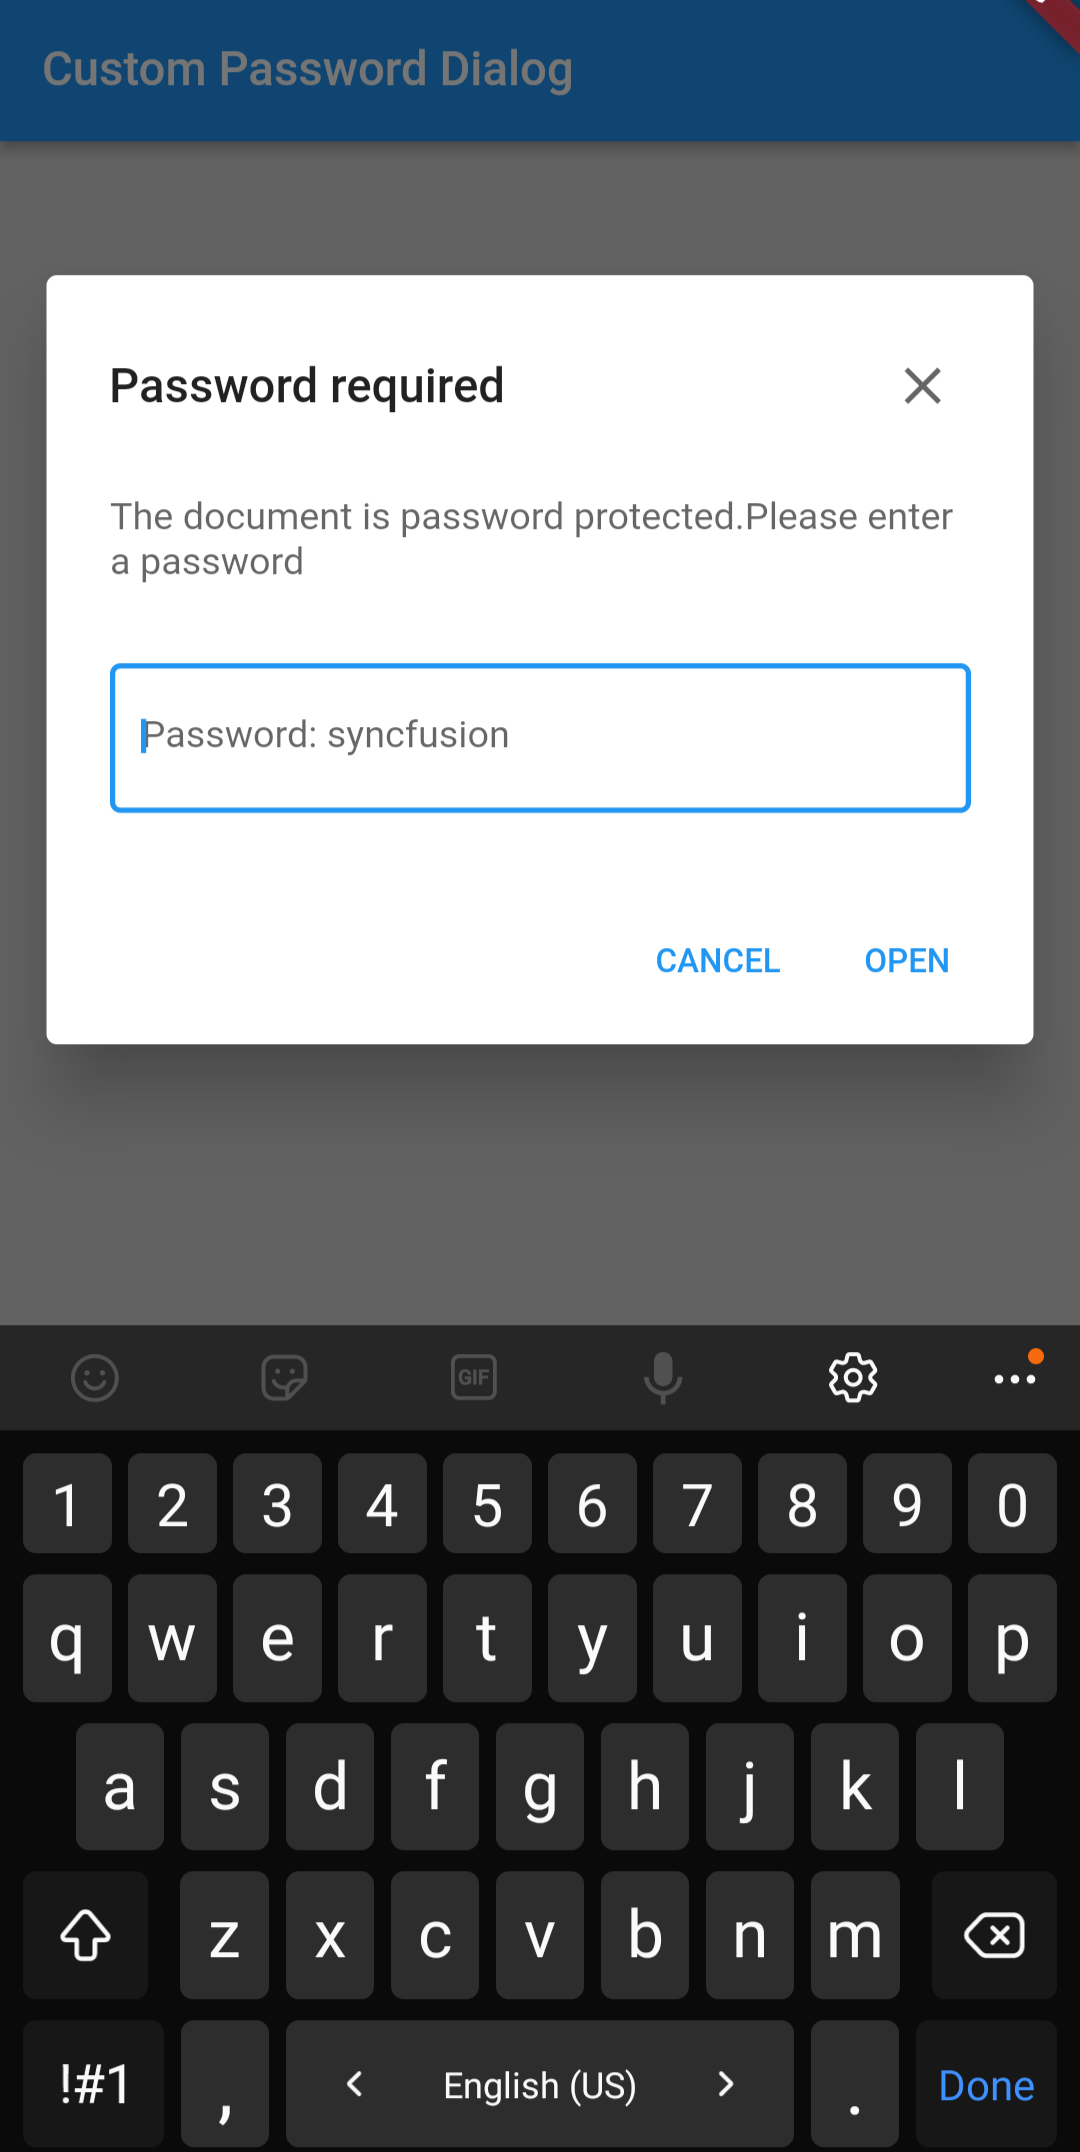 Custom Password Dialog
Password required
The document is password protected.Please enter
a password
Password: syncfusion
CANCEL OPEN
GIF
1 2 3 4 5 6 7 8 9 0
q w e r t y u i o p
a s d f g h j k l
z x c v b n m
!#1 , < English (US) > . Done